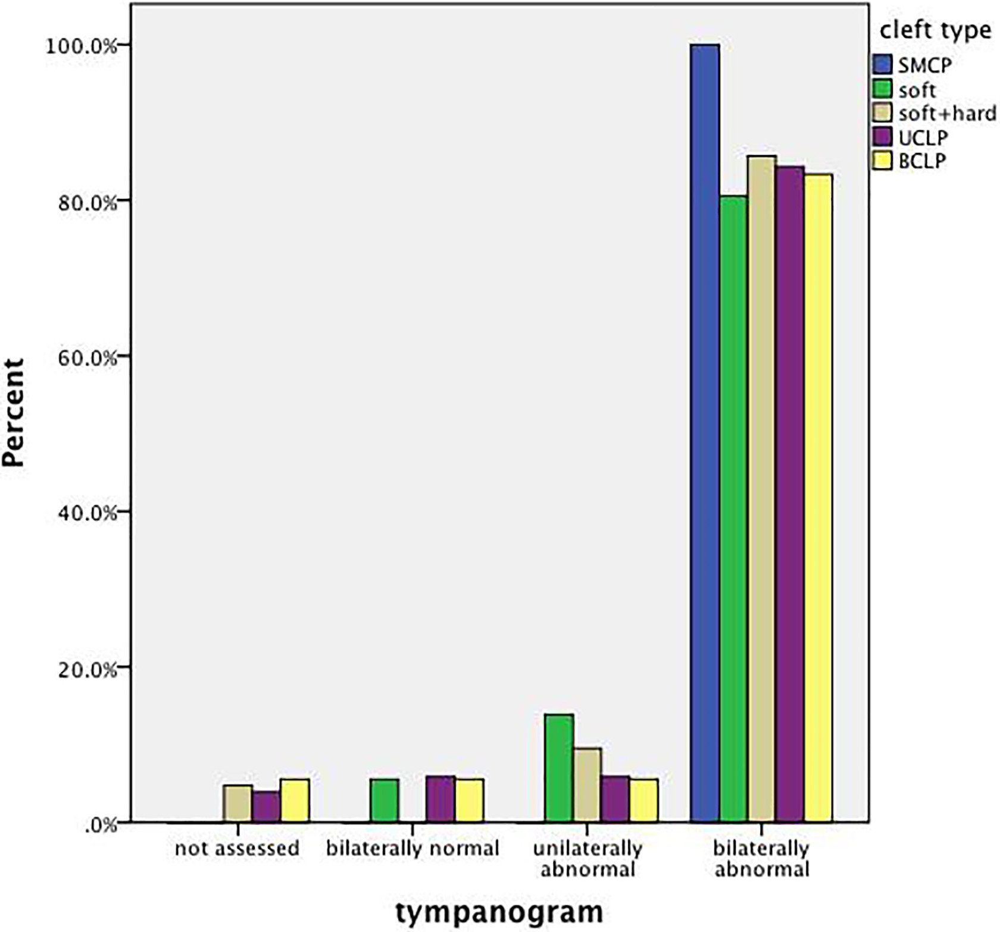 cleft type
SMCP
soft
soft+hard
UCLP
BCLP
Percent
100.0%
80.0%
60.0%
40.0%
20.0%
.0%
not assessed
bilaterally normal
unilaterally
abnormal
bilaterally
abnormal
tympanogram